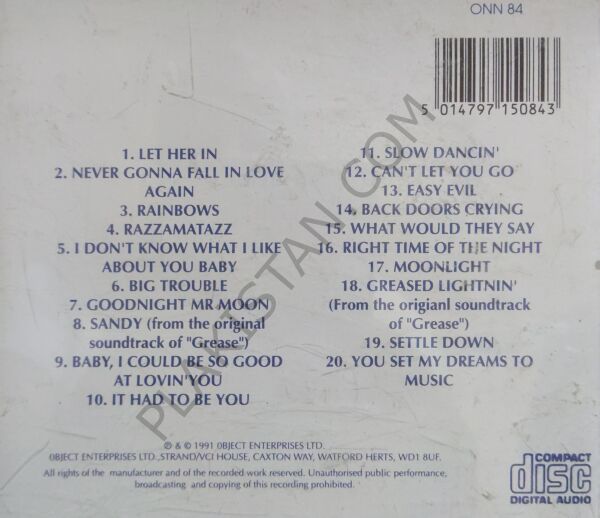 ONN 84
5 014797 150843
1. LET HER IN
2. NEVER GONNA FALL IN LOVE
AGAIN
3. RAINBOWS
4. RAZZAMATAZZ
5. I DON'T KNOW WHAT I LIKE
ABOUT YOU BABY
6. BIG TROUBLE
7. GOODNIGHT MR MOON
8. SANDY (from the original
soundtrack of "Grease")
9. BABY, I COULD BE SO GOOD
AT LOVIN'YOU
10. IT HAD TO BE YOU
11. SLOW DANCIN'
12. CAN'T LET YOU GO
13. EASY EVIL
14. BACK DOORS CRYING
15. WHAT WOULD THEY SAY
16. RIGHT TIME OF THE NIGHT
17. MOONLIGHT
18. GREASED LIGHTNIN'
(From the origianl soundtrack
of "Grease")
19. SETTLE DOWN
20. YOU SET MY DREAMS TO
MUSIC
PLAKISTAN.COM
℗ & © 1991 0BJECT ENTERPRISES LTD.
0BJECT ENTERPRISES LTD.,STRAND/VCI HOUSE, CAXTON WAY, WATFORD HERTS, WD1 8UF.
All rights of the manufacturer and of the recorded work reserved. Unauthorised public performance,
broadcasting and copying of this recording prohibited.
COMPACT
disc
DIGITAL AUDIO